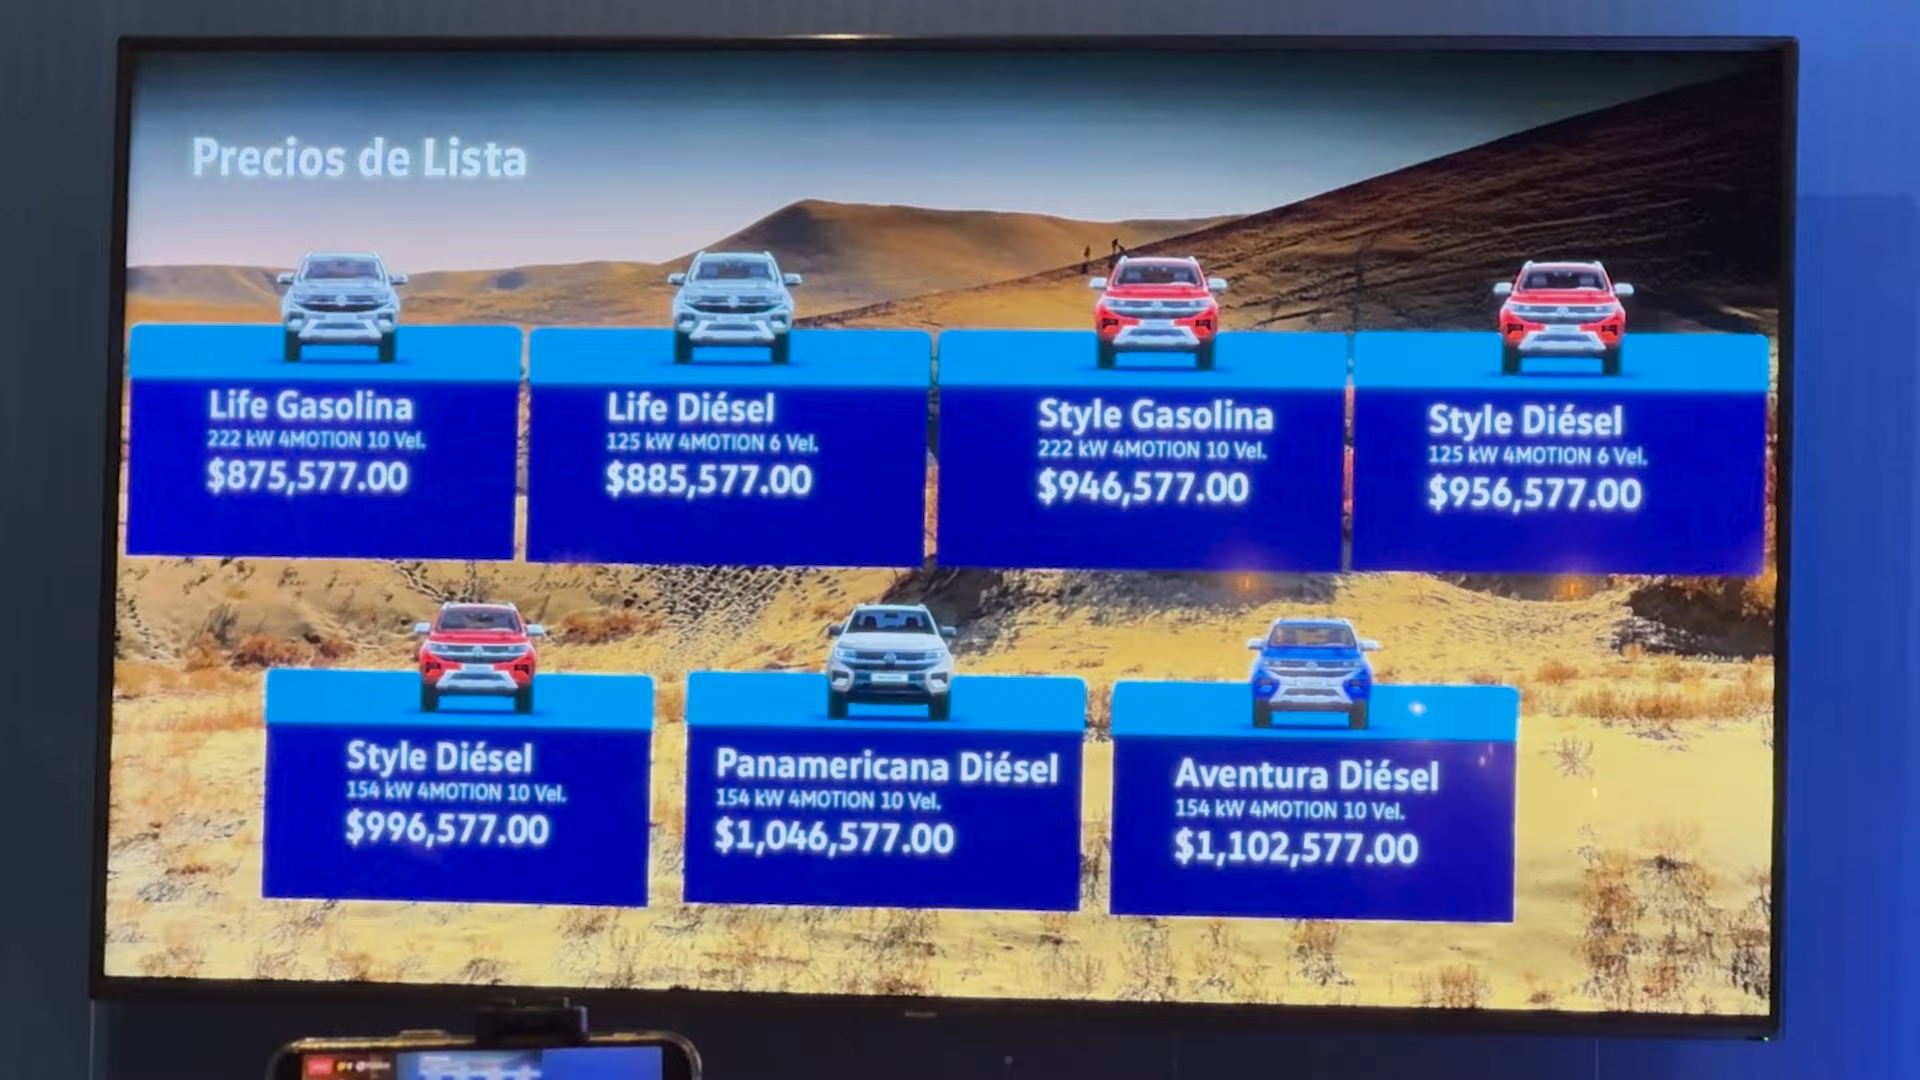 Precios de Lista
Life Gasolina
222 kW 4MOTION 10 Vel.
$875,577.00
Life Diésel
125 kW 4MOTION 6 Vel.
$885,577.00
Style Gasolina
222 kW 4MOTION 10 Vel.
$946,577.00
Style Diésel
125 kW 4MOTION 6 Vel.
$956,577.00
Style Diésel
154 kW 4MOTION 10 Vel.
$996,577.00
Panamericana Diésel
154 kW 4MOTION 10 Vel.
$1,046,577.00
Aventura Diésel
154 kW 4MOTION 10 Vel.
$1,102,577.00